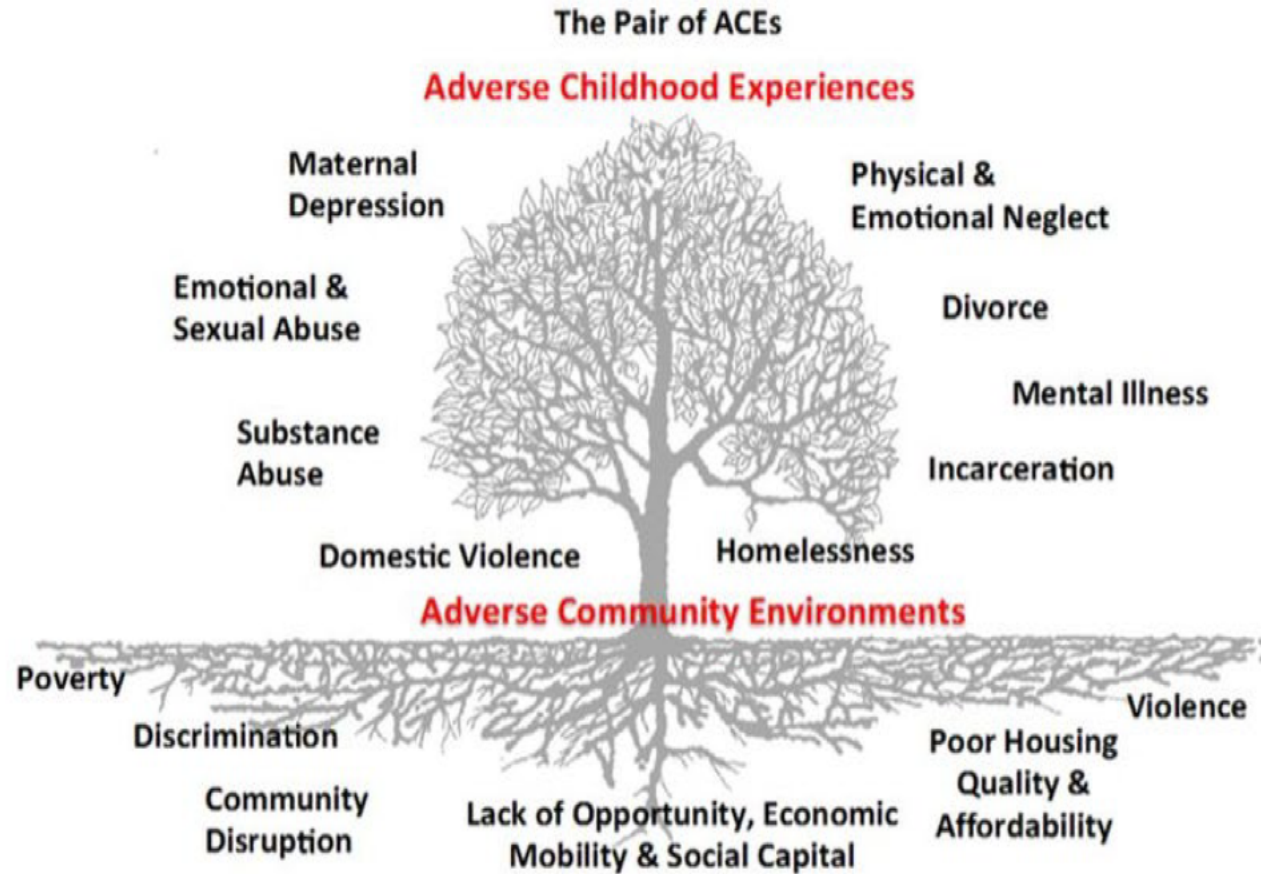 The Pair of ACEs
Adverse Childhood Experiences
Maternal
Depression
Physical &
Emotional Neglect
Emotional &
Sexual Abuse
Divorce
Mental Illness
Substance
Abuse
Incarceration
Domestic Violence
Homelessness
Adverse Community Environments
Poverty
Violence
Discrimination
Poor Housing
Quality &
Affordability
Community
Disruption
Lack of Opportunity, Economic
Mobility & Social Capital